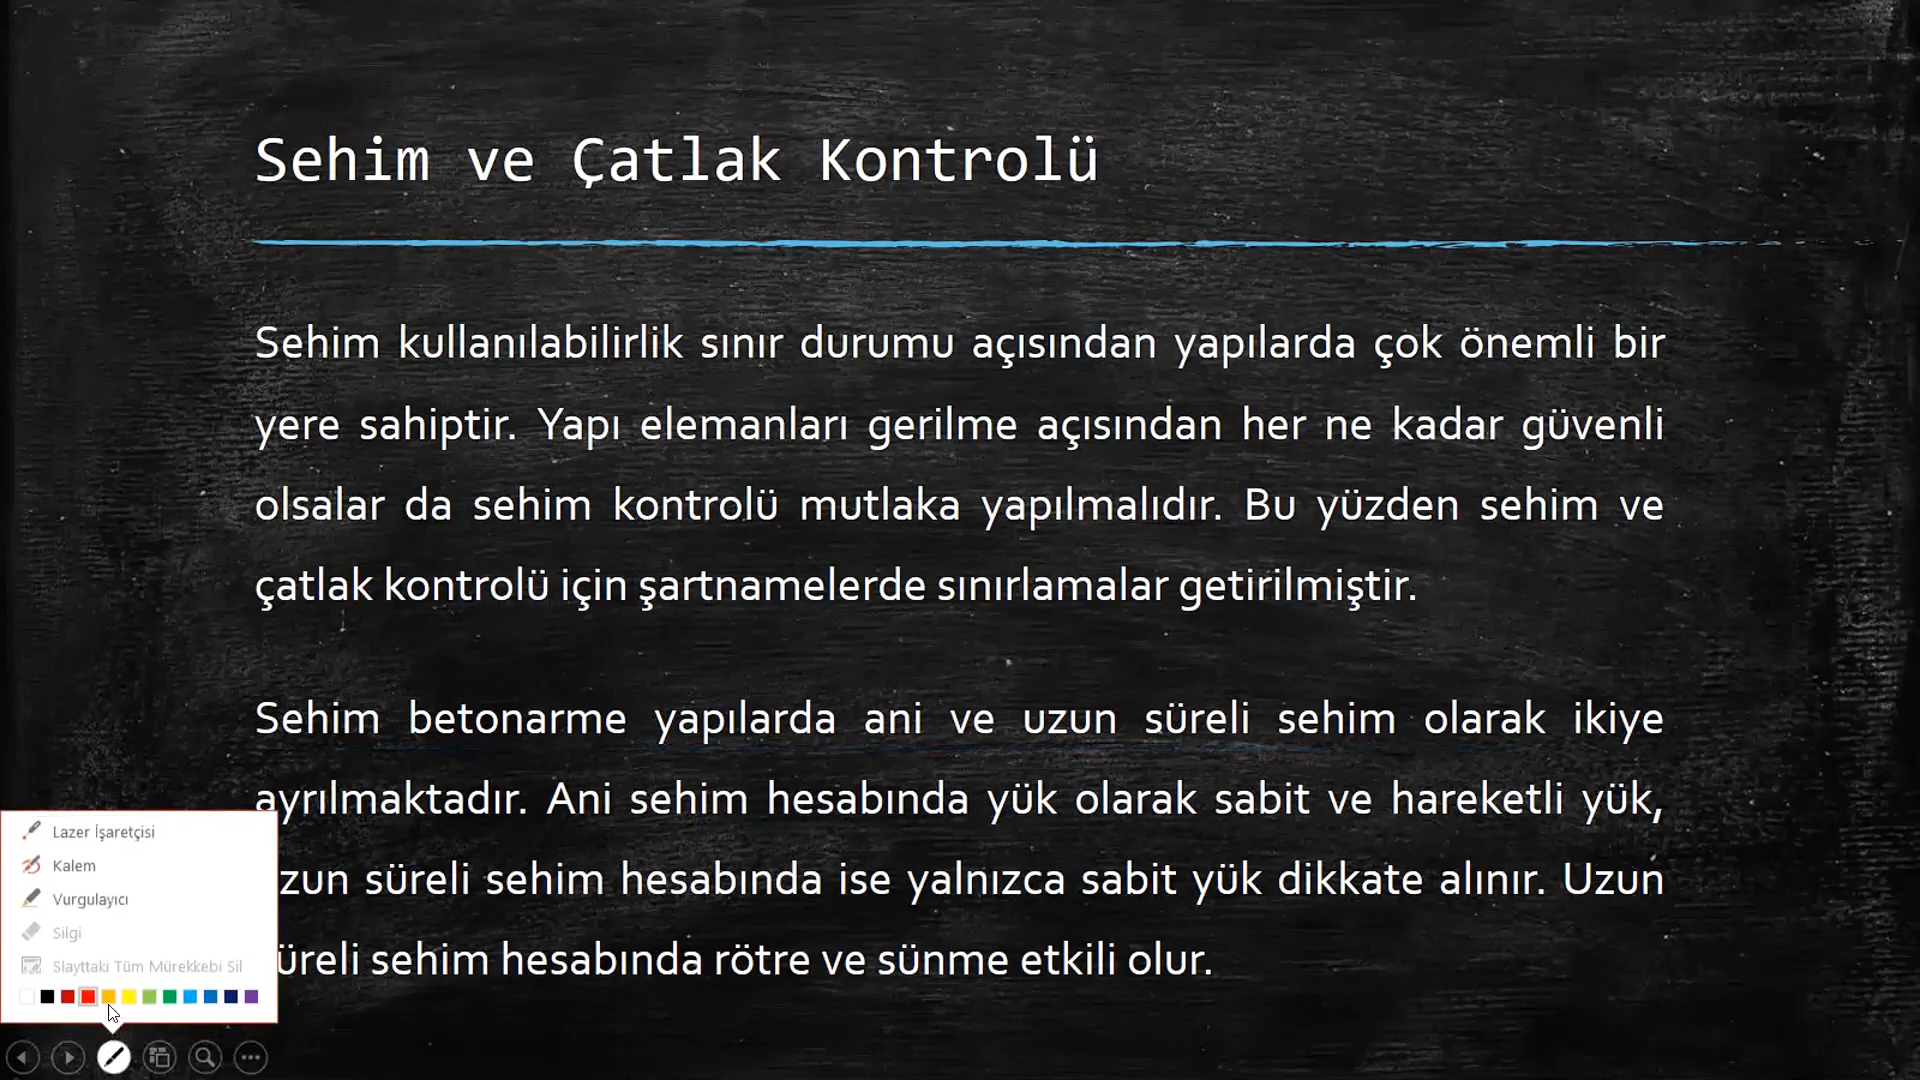 Sehim ve Çatlak Kontrolü
Sehim kullanılabilirlik sınır durumu açısından yapılarda çok önemli bir
yere sahiptir. Yapı elemanları gerilme açısından her ne kadar güvenli
olsalar da sehim kontrolü mutlaka yapılmalıdır. Bu yüzden sehim ve
çatlak kontrolü için şartnamelerde sınırlamalar getirilmiştir.
Sehim betonarme yapılarda ani ve uzun süreli sehim olarak ikiye
ayrılmaktadır. Ani sehim hesabında yük olarak sabit ve hareketli yük,
zun süreli sehim hesabında ise yalnızca sabit yük dikkate alınır. Uzun
üreli sehim hesabında rötre ve sünme etkili olur.
Lazer İşaretçisi
Kalem
Vurgulayıcı
Silgi
Slayttaki Tüm Mürekkebi Sil